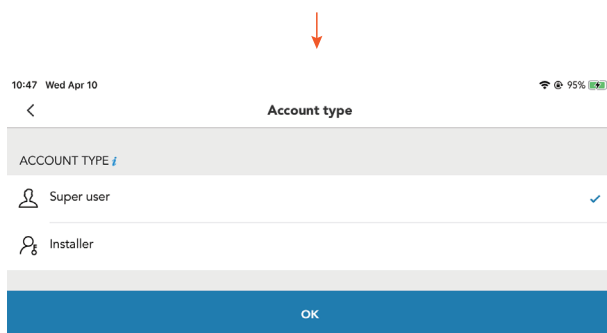 10:47 Wed Apr 10 95%
Account type
ACCOUNT TYPE i
Super user
Installer
OK